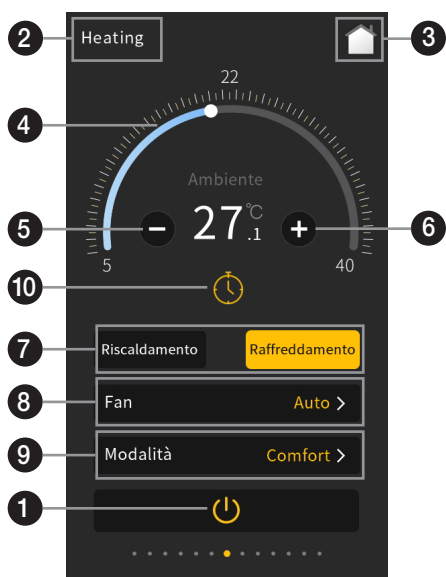 2
Heating
3
22
4
Ambiente
5
27.1 °C
6
5
40
10
7
Riscaldamento
Raffreddamento
8
Fan
Auto >
9
Modalità
Comfort >
1